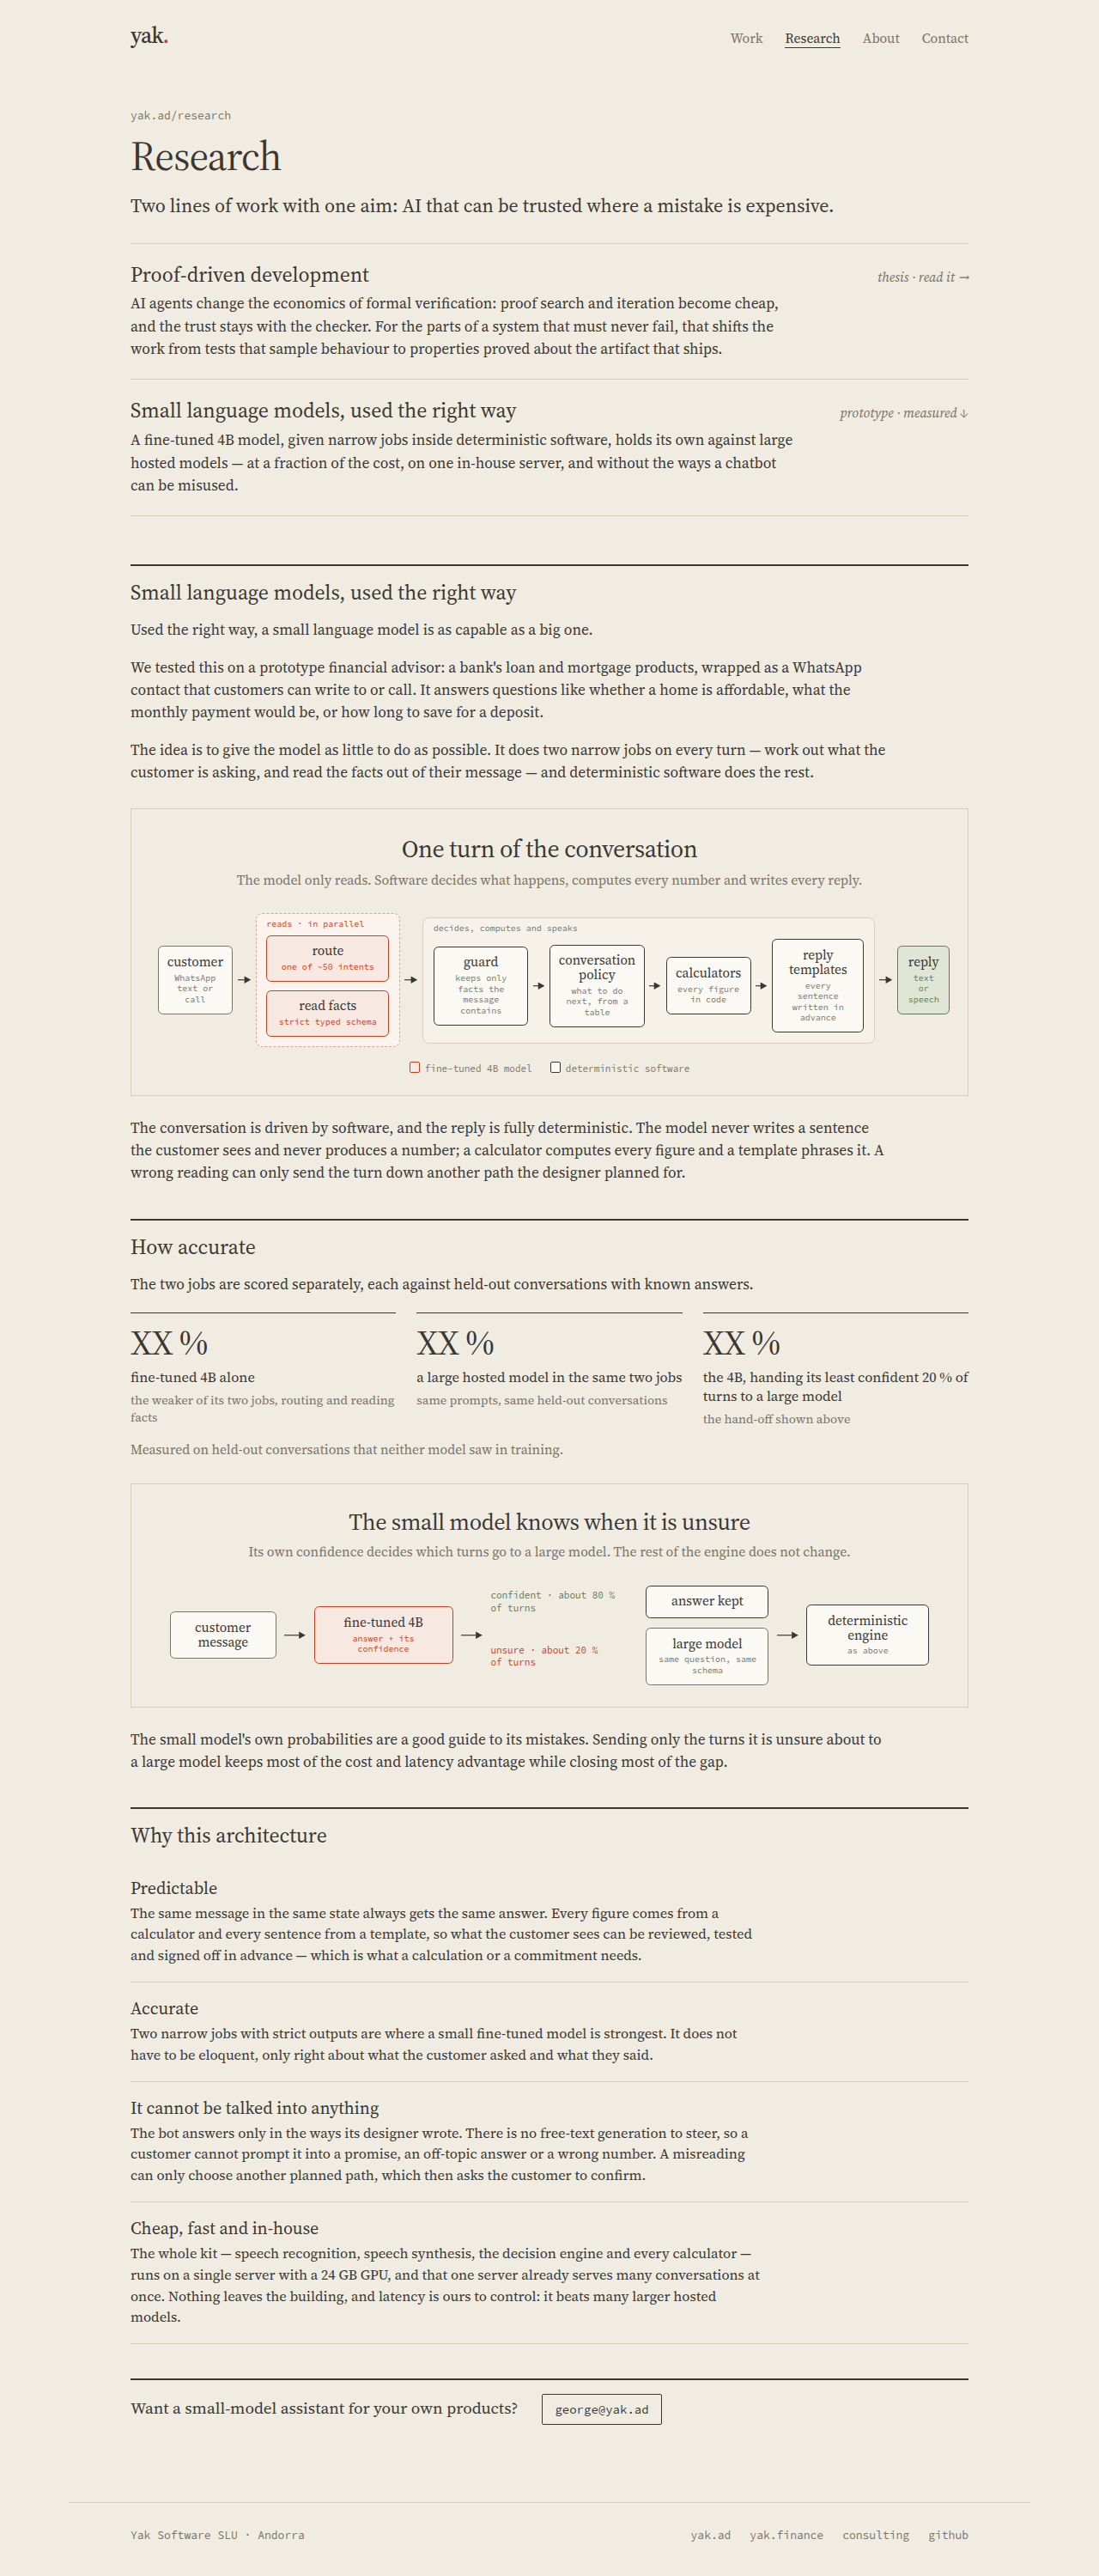 yak.
Work Research About Contact
yak.ad/research
Research
Two lines of work with one aim: AI that can be trusted where a mistake is expensive.
Proof-driven development
thesis · read it →
AI agents change the economics of formal verification: proof search and iteration become cheap,
and the trust stays with the checker. For the parts of a system that must never fail, that shifts the
work from tests that sample behaviour to properties proved about the artifact that ships.
Small language models, used the right way
prototype · measured ↓
A fine-tuned 4B model, given narrow jobs inside deterministic software, holds its own against large
hosted models — at a fraction of the cost, on one in-house server, and without the ways a chatbot
can be misused.
Small language models, used the right way
Used the right way, a small language model is as capable as a big one.
We tested this on a prototype financial advisor: a bank's loan and mortgage products, wrapped as a WhatsApp
contact that customers can write to or call. It answers questions like whether a home is affordable, what the
monthly payment would be, or how long to save for a deposit.
The idea is to give the model as little to do as possible. It does two narrow jobs on every turn — work out what the
customer is asking, and read the facts out of their message — and deterministic software does the rest.
One turn of the conversation
The model only reads. Software decides what happens, computes every number and writes every reply.
customer
WhatsApp
text or
call
reads · in parallel
route
one of ~50 intents
read facts
strict typed schema
decides, computes and speaks
guard
keeps only
facts the
message
contains
conversation
policy
what to do
next, from a
table
calculators
every figure
in code
reply
templates
every
sentence
written in
advance
reply
text
or
speech
fine-tuned 4B model
deterministic software
The conversation is driven by software, and the reply is fully deterministic. The model never writes a sentence
the customer sees and never produces a number; a calculator computes every figure and a template phrases it. A
wrong reading can only send the turn down another path the designer planned for.
How accurate
The two jobs are scored separately, each against held-out conversations with known answers.
XX %
fine-tuned 4B alone
the weaker of its two jobs, routing and reading
facts
XX %
a large hosted model in the same two jobs
same prompts, same held-out conversations
XX %
the 4B, handing its least confident 20 % of
turns to a large model
the hand-off shown above
Measured on held-out conversations that neither model saw in training.
The small model knows when it is unsure
Its own confidence decides which turns go to a large model. The rest of the engine does not change.
customer
message
fine-tuned 4B
answer + its
confidence
confident · about 80 %
of turns
unsure · about 20 %
of turns
answer kept
large model
same question, same
schema
deterministic
engine
as above
The small model's own probabilities are a good guide to its mistakes. Sending only the turns it is unsure about to
a large model keeps most of the cost and latency advantage while closing most of the gap.
Why this architecture
Predictable
The same message in the same state always gets the same answer. Every figure comes from a
calculator and every sentence from a template, so what the customer sees can be reviewed, tested
and signed off in advance — which is what a calculation or a commitment needs.
Accurate
Two narrow jobs with strict outputs are where a small fine-tuned model is strongest. It does not
have to be eloquent, only right about what the customer asked and what they said.
It cannot be talked into anything
The bot answers only in the ways its designer wrote. There is no free-text generation to steer, so a
customer cannot prompt it into a promise, an off-topic answer or a wrong number. A misreading
can only choose another planned path, which then asks the customer to confirm.
Cheap, fast and in-house
The whole kit — speech recognition, speech synthesis, the decision engine and every calculator —
runs on a single server with a 24 GB GPU, and that one server already serves many conversations at
once. Nothing leaves the building, and latency is ours to control: it beats many larger hosted
models.
Want a small-model assistant for your own products?
george@yak.ad
Yak Software SLU · Andorra
yak.ad yak.finance consulting github